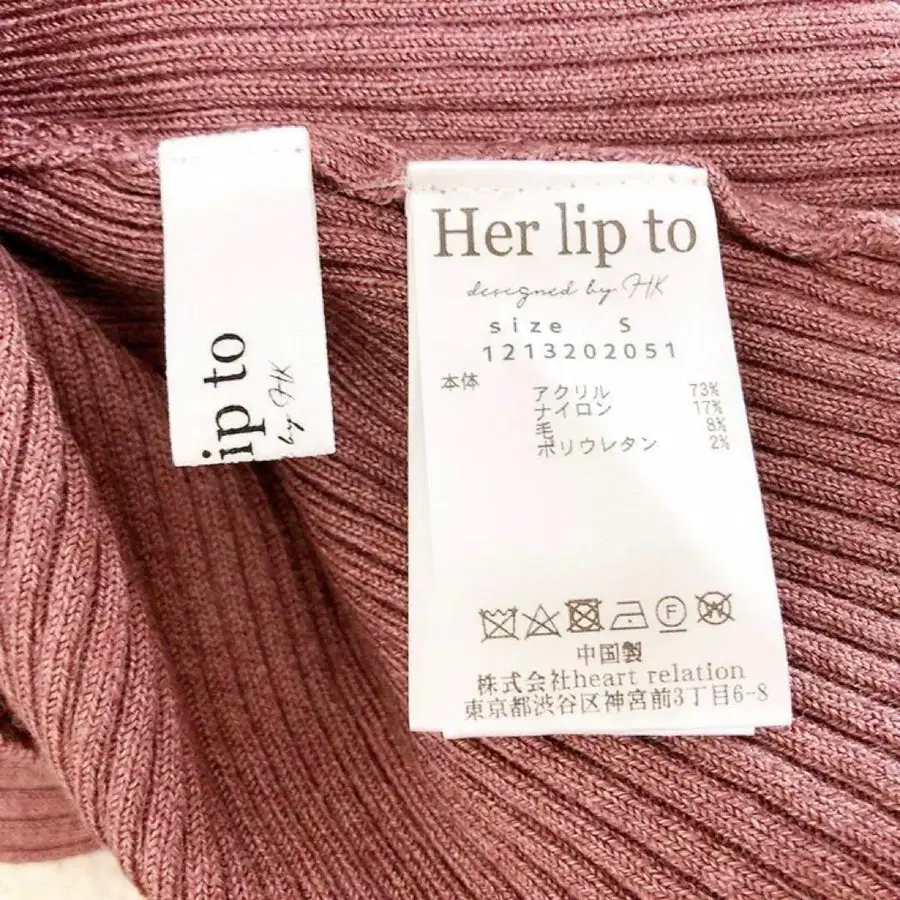 ip to
by HK
Her lip to
designed by HK
size S
1213202051
本体
アクリル 73%
ナイロン 17%
毛 8%
ポリウレタン 2%
F
W
中国製
株式会社heart relation
東京都渋谷区神宮前3丁目6-8